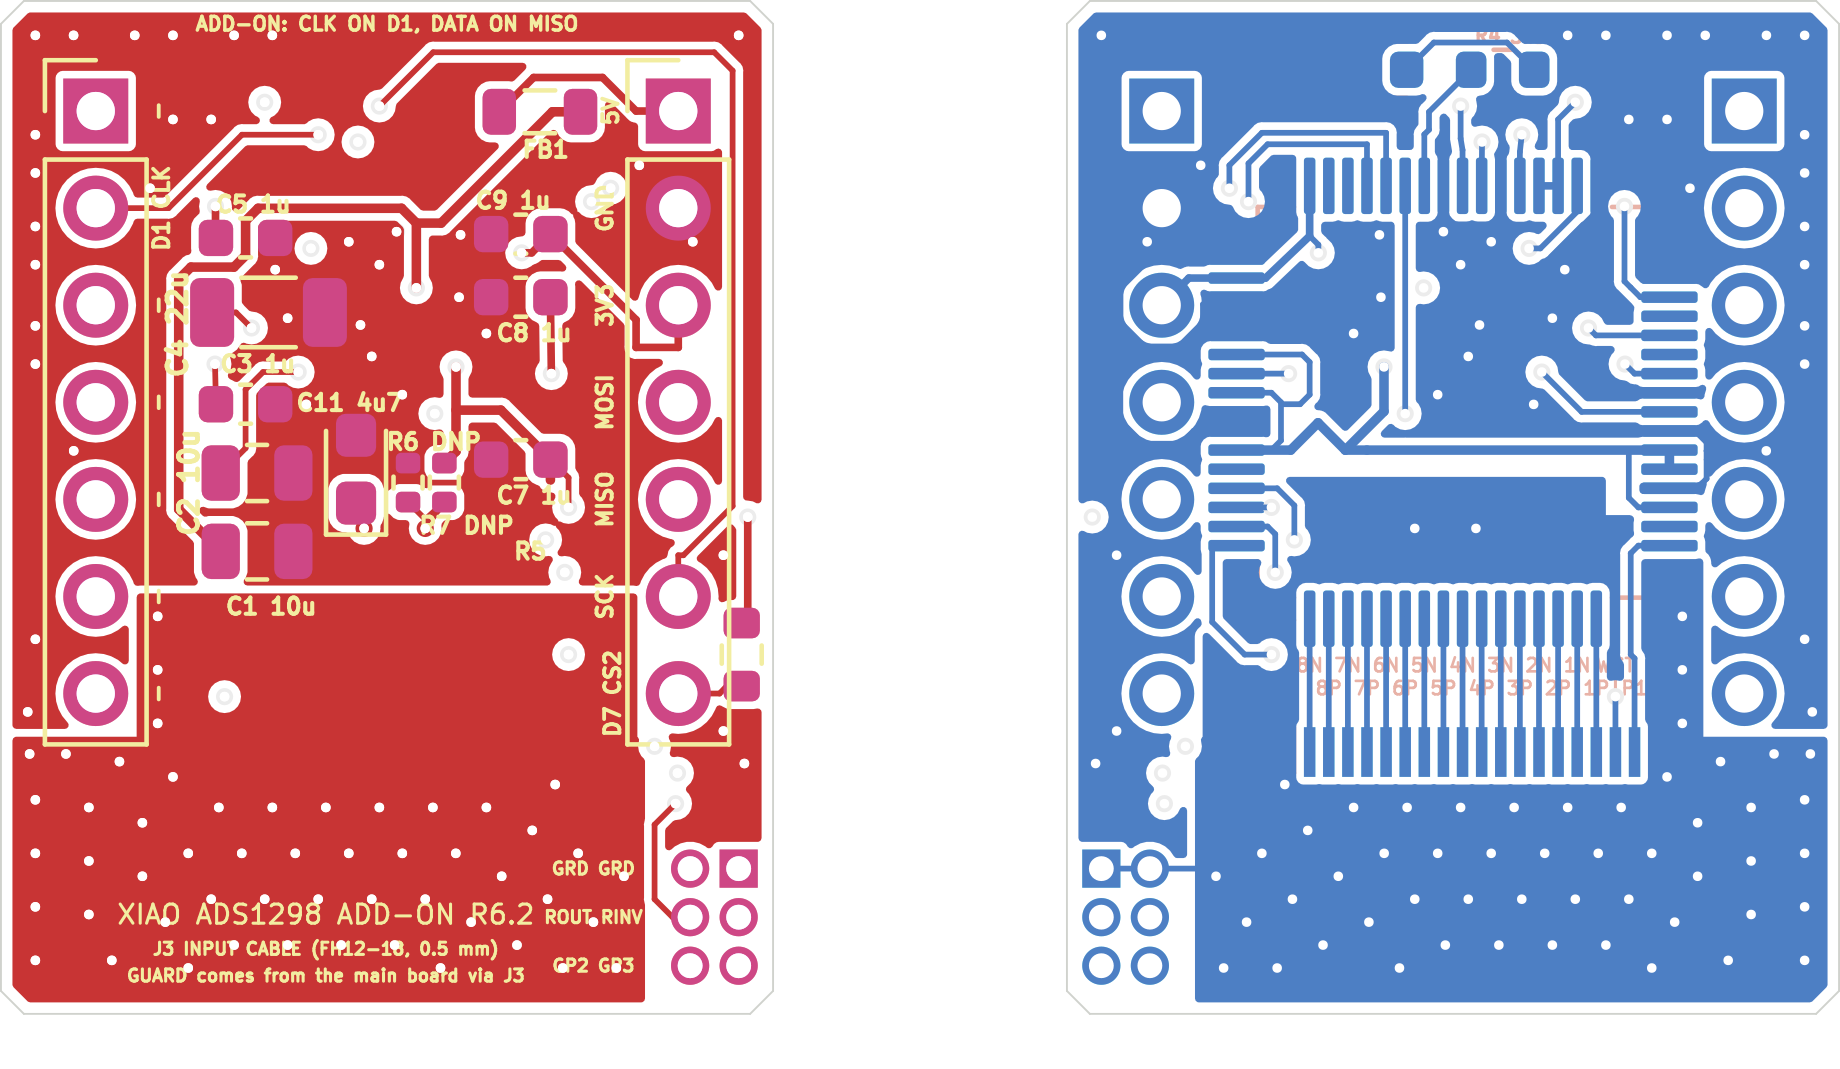 ADD-ON: CLK ON D1, DATA ON MISO
R4
5V
FB1
D1 CLK
C5 1u
C9 1u
GND
C4 22u
3V3
C8 1u
C3 1u
C11 4u7
MOSI
R6 DNP
C2 10u
C7 1u
MISO
R7 DNP
R5
C1 10u
SCK
D7 CS2
8N 7N 6N 5N 4N 3N 2N 1N
8P 7P 6P 5P 4P 3P 2P 1P
GRD GRD
XIAO ADS1298 ADD-ON R6.2
ROUT RINV
J3 INPUT CABLE (FH12-18, 0.5 mm)
GP2 GP3
GUARD comes from the main board via J3